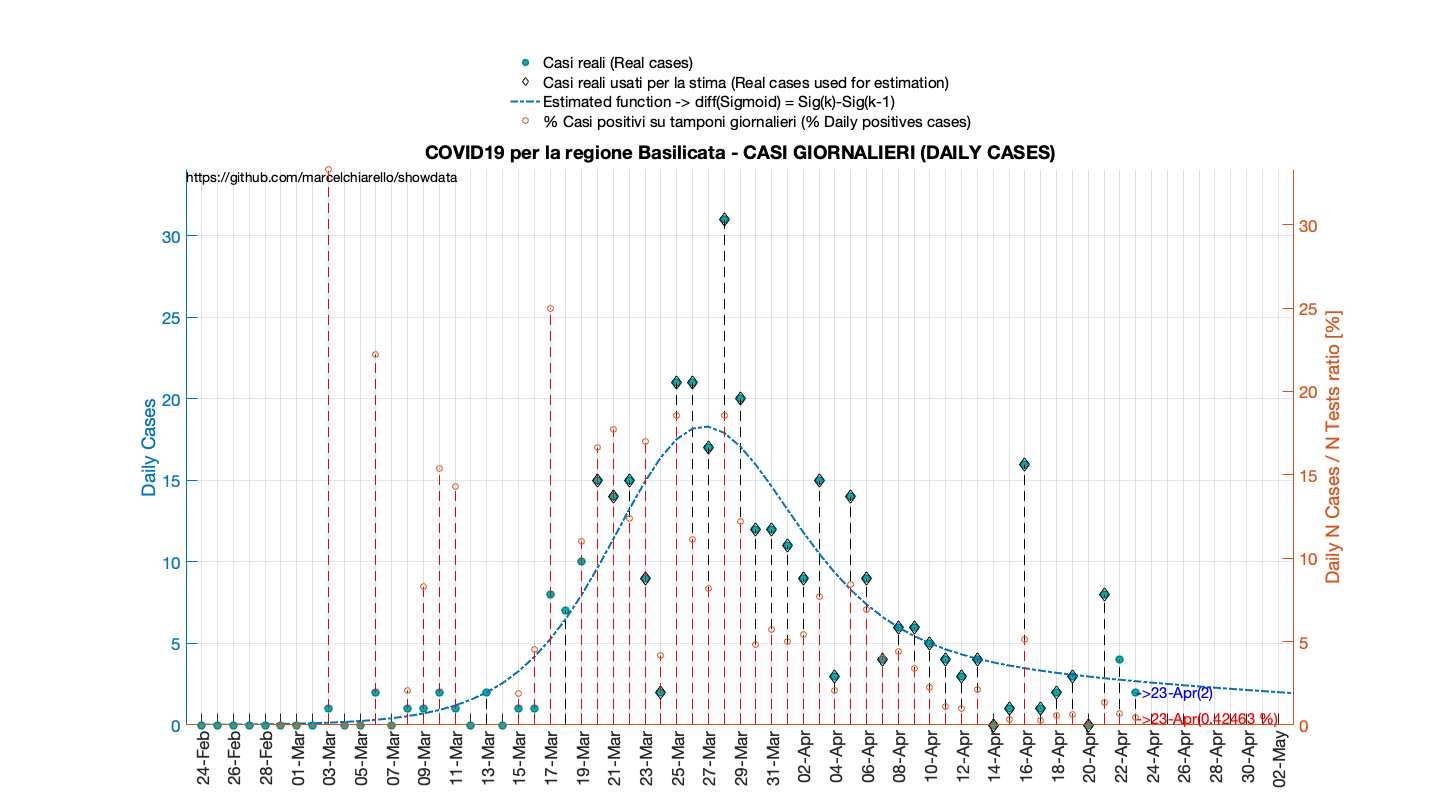 Casi reali (Real cases)
Casi reali usati per la stima (Real cases used for estimation)
Estimated function -> diff(Sigmoid) = Sig(k)-Sig(k-1)
% Casi positivi su tamponi giornalieri (% Daily positives cases)
COVID19 per la regione Basilicata - CASI GIORNALIERI (DAILY CASES)
https://github.com/marcelchiarello/showdata
Daily Cases
30
25
20
15
10
5
0
Daily N Cases / N Tests ratio [%]
30
25
20
15
10
5
0
->23-Apr(2)
->23-Apr(0.42463 %)
24-Feb
26-Feb
28-Feb
01-Mar
03-Mar
05-Mar
07-Mar
09-Mar
11-Mar
13-Mar
15-Mar
17-Mar
19-Mar
21-Mar
23-Mar
25-Mar
27-Mar
29-Mar
31-Mar
02-Apr
04-Apr
06-Apr
08-Apr
10-Apr
12-Apr
14-Apr
16-Apr
18-Apr
20-Apr
22-Apr
24-Apr
26-Apr
28-Apr
30-Apr
02-May